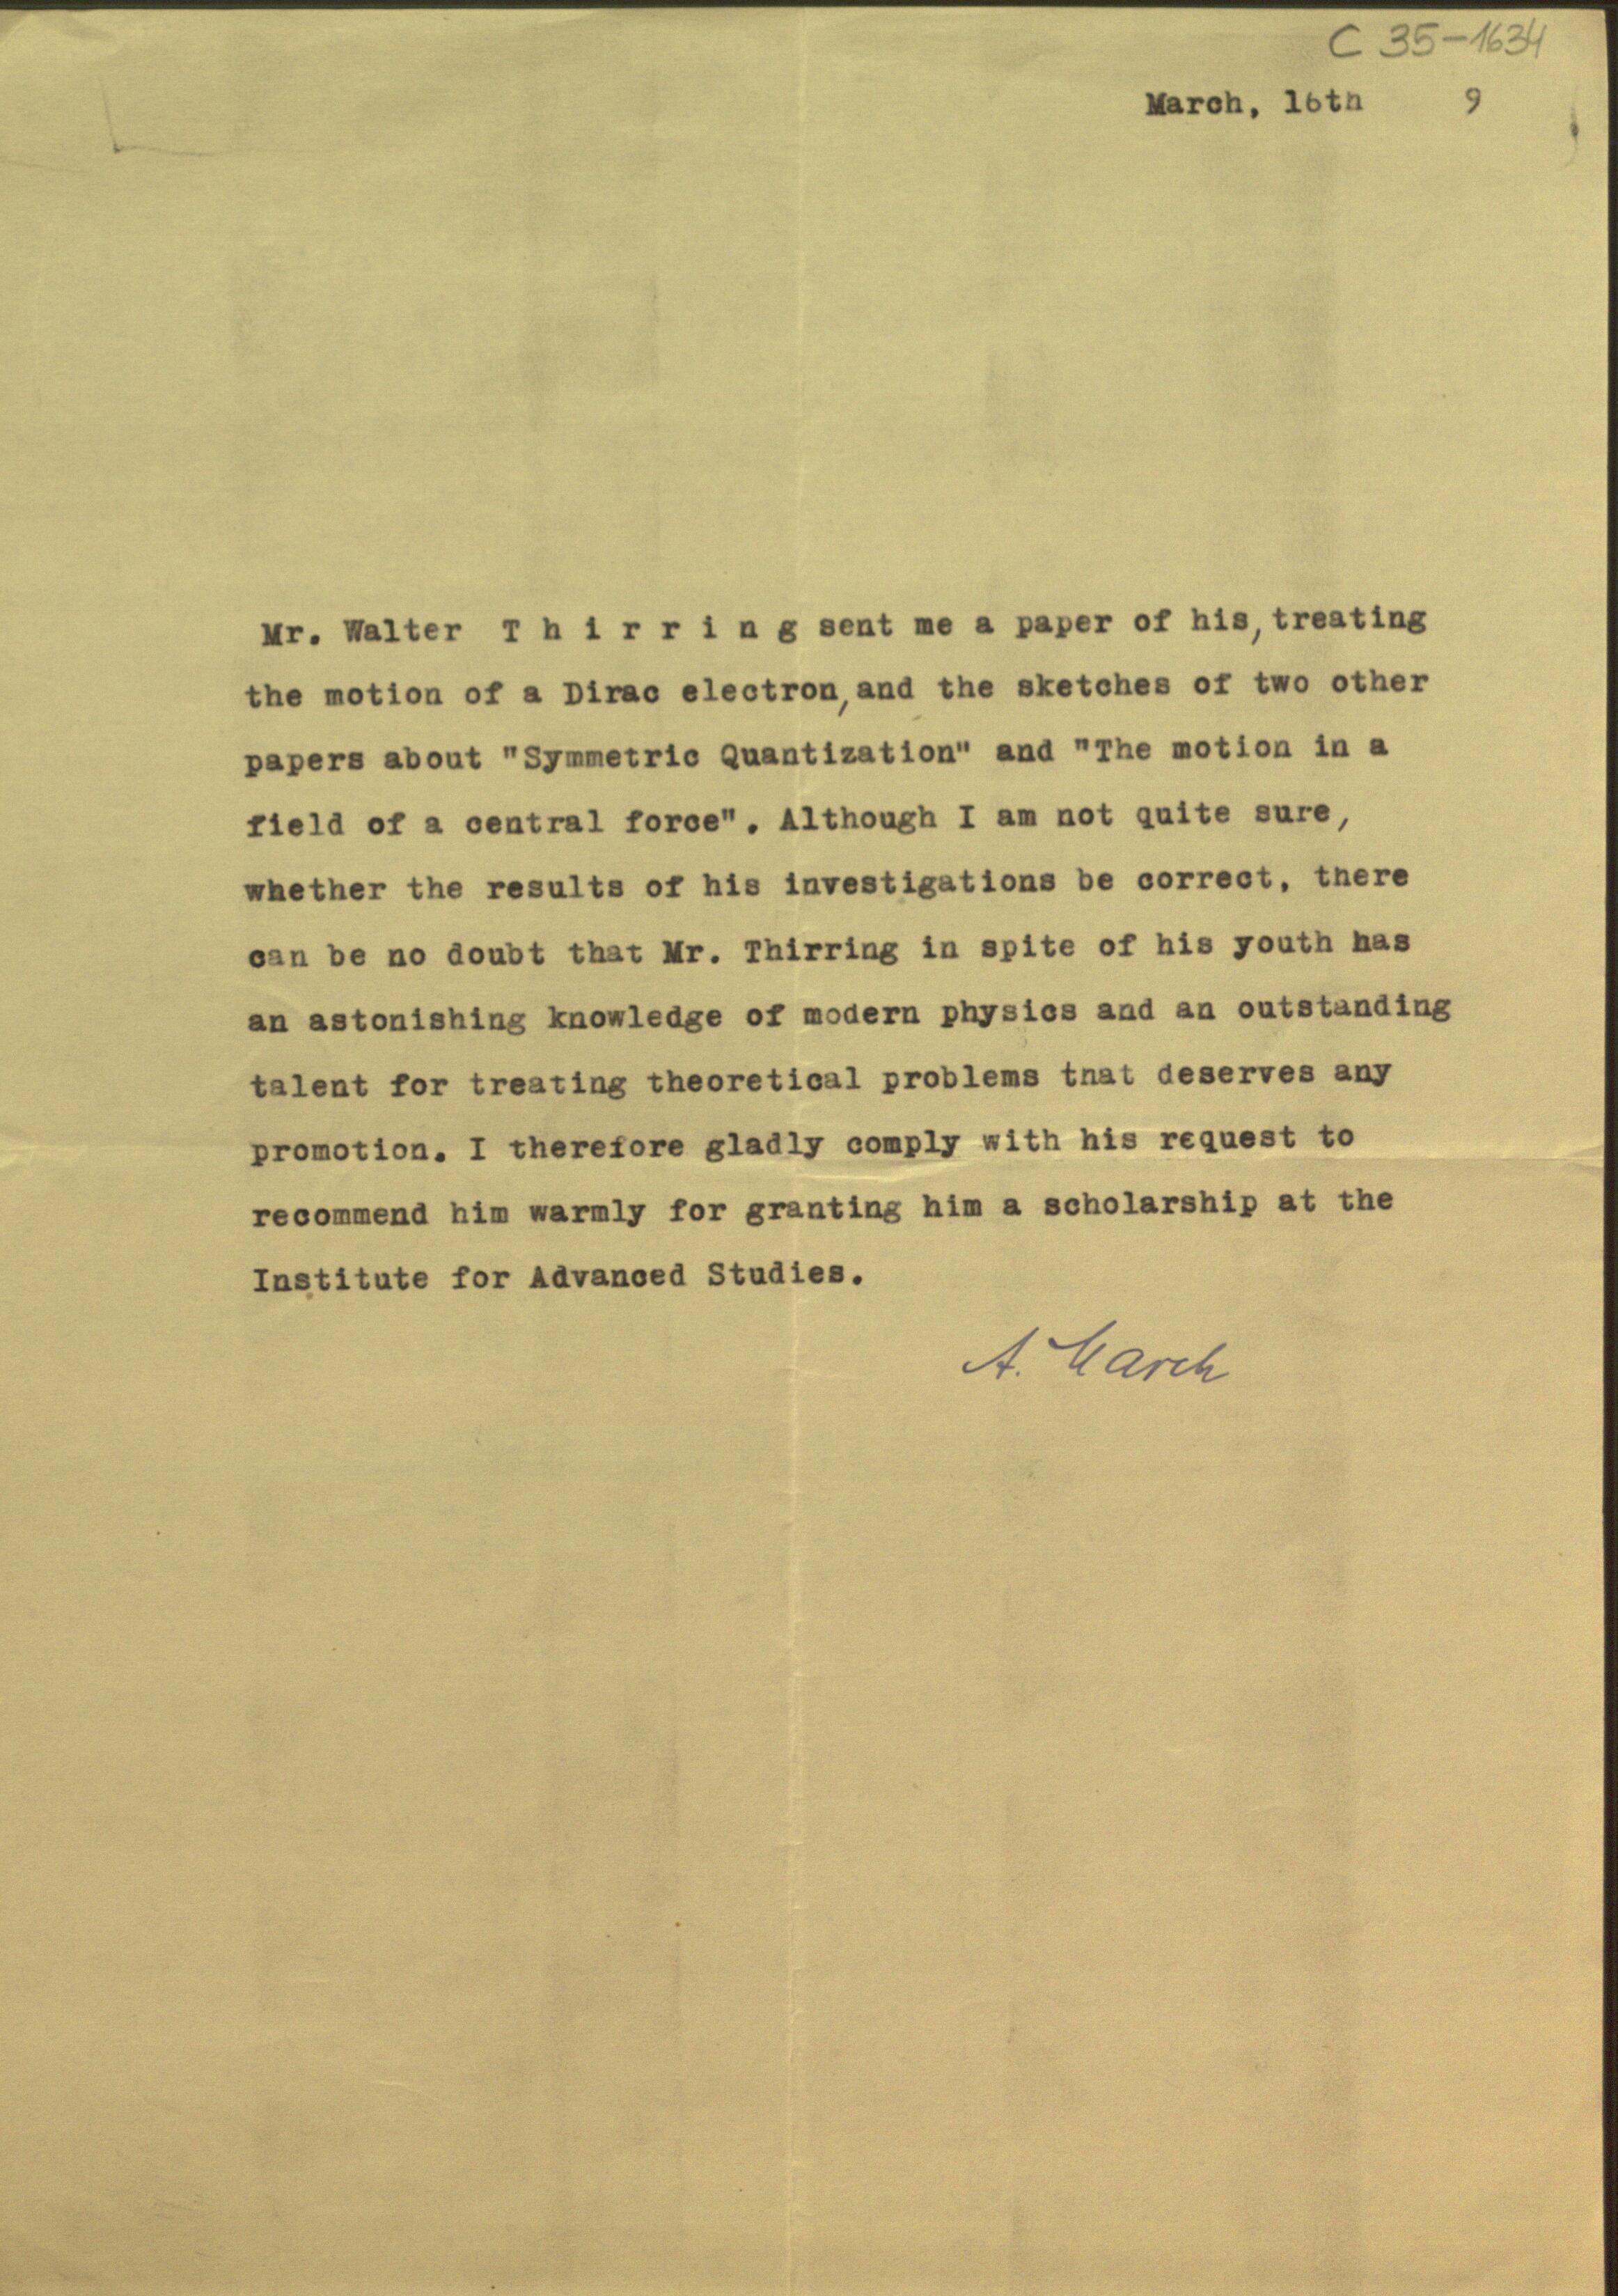 C 35-1634
March, 16th 9
Mr. Walter T h i r r i n g sent me a paper of his, treating
the motion of a Dirac electron, and the sketches of two other
papers about "Symmetric Quantization" and "The motion in a
field of a central force". Although I am not quite sure,
whether the results of his investigations be correct, there
can be no doubt that Mr. Thirring in spite of his youth has
an astonishing knowledge of modern physics and an outstanding
talent for treating theoretical problems that deserves any
promotion. I therefore gladly comply with his request to
recommend him warmly for granting him a scholarship at the
Institute for Advanced Studies.
A. March